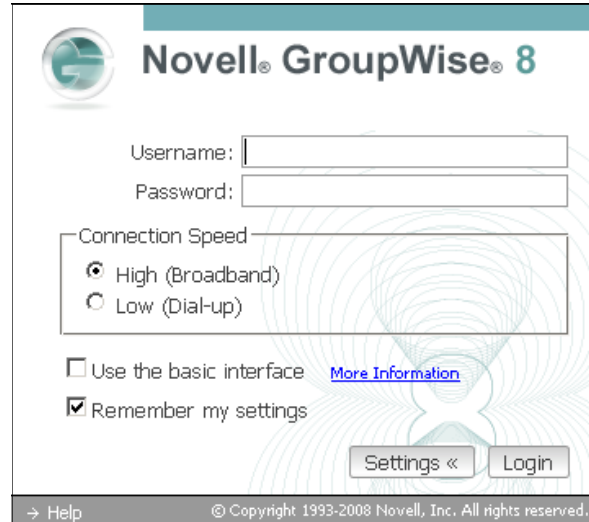 Novell® GroupWise® 8
Username:
Password:
Connection Speed
High (Broadband)
Low (Dial-up)
Use the basic interface More Information
Remember my settings
Settings « Login
→ Help © Copyright 1993-2008 Novell, Inc. All rights reserved.